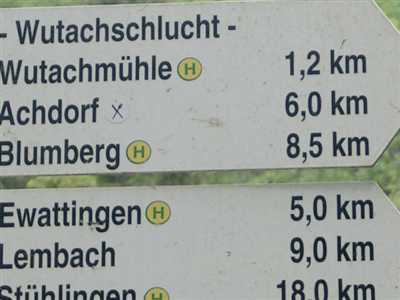 - Wutachschlucht -
Wutachmühle H 1,2 km
Achdorf x 6,0 km
Blumberg H 8,5 km
Ewattingen H 5,0 km
Lembach 9,0 km
Stühlingen H 18,0 km